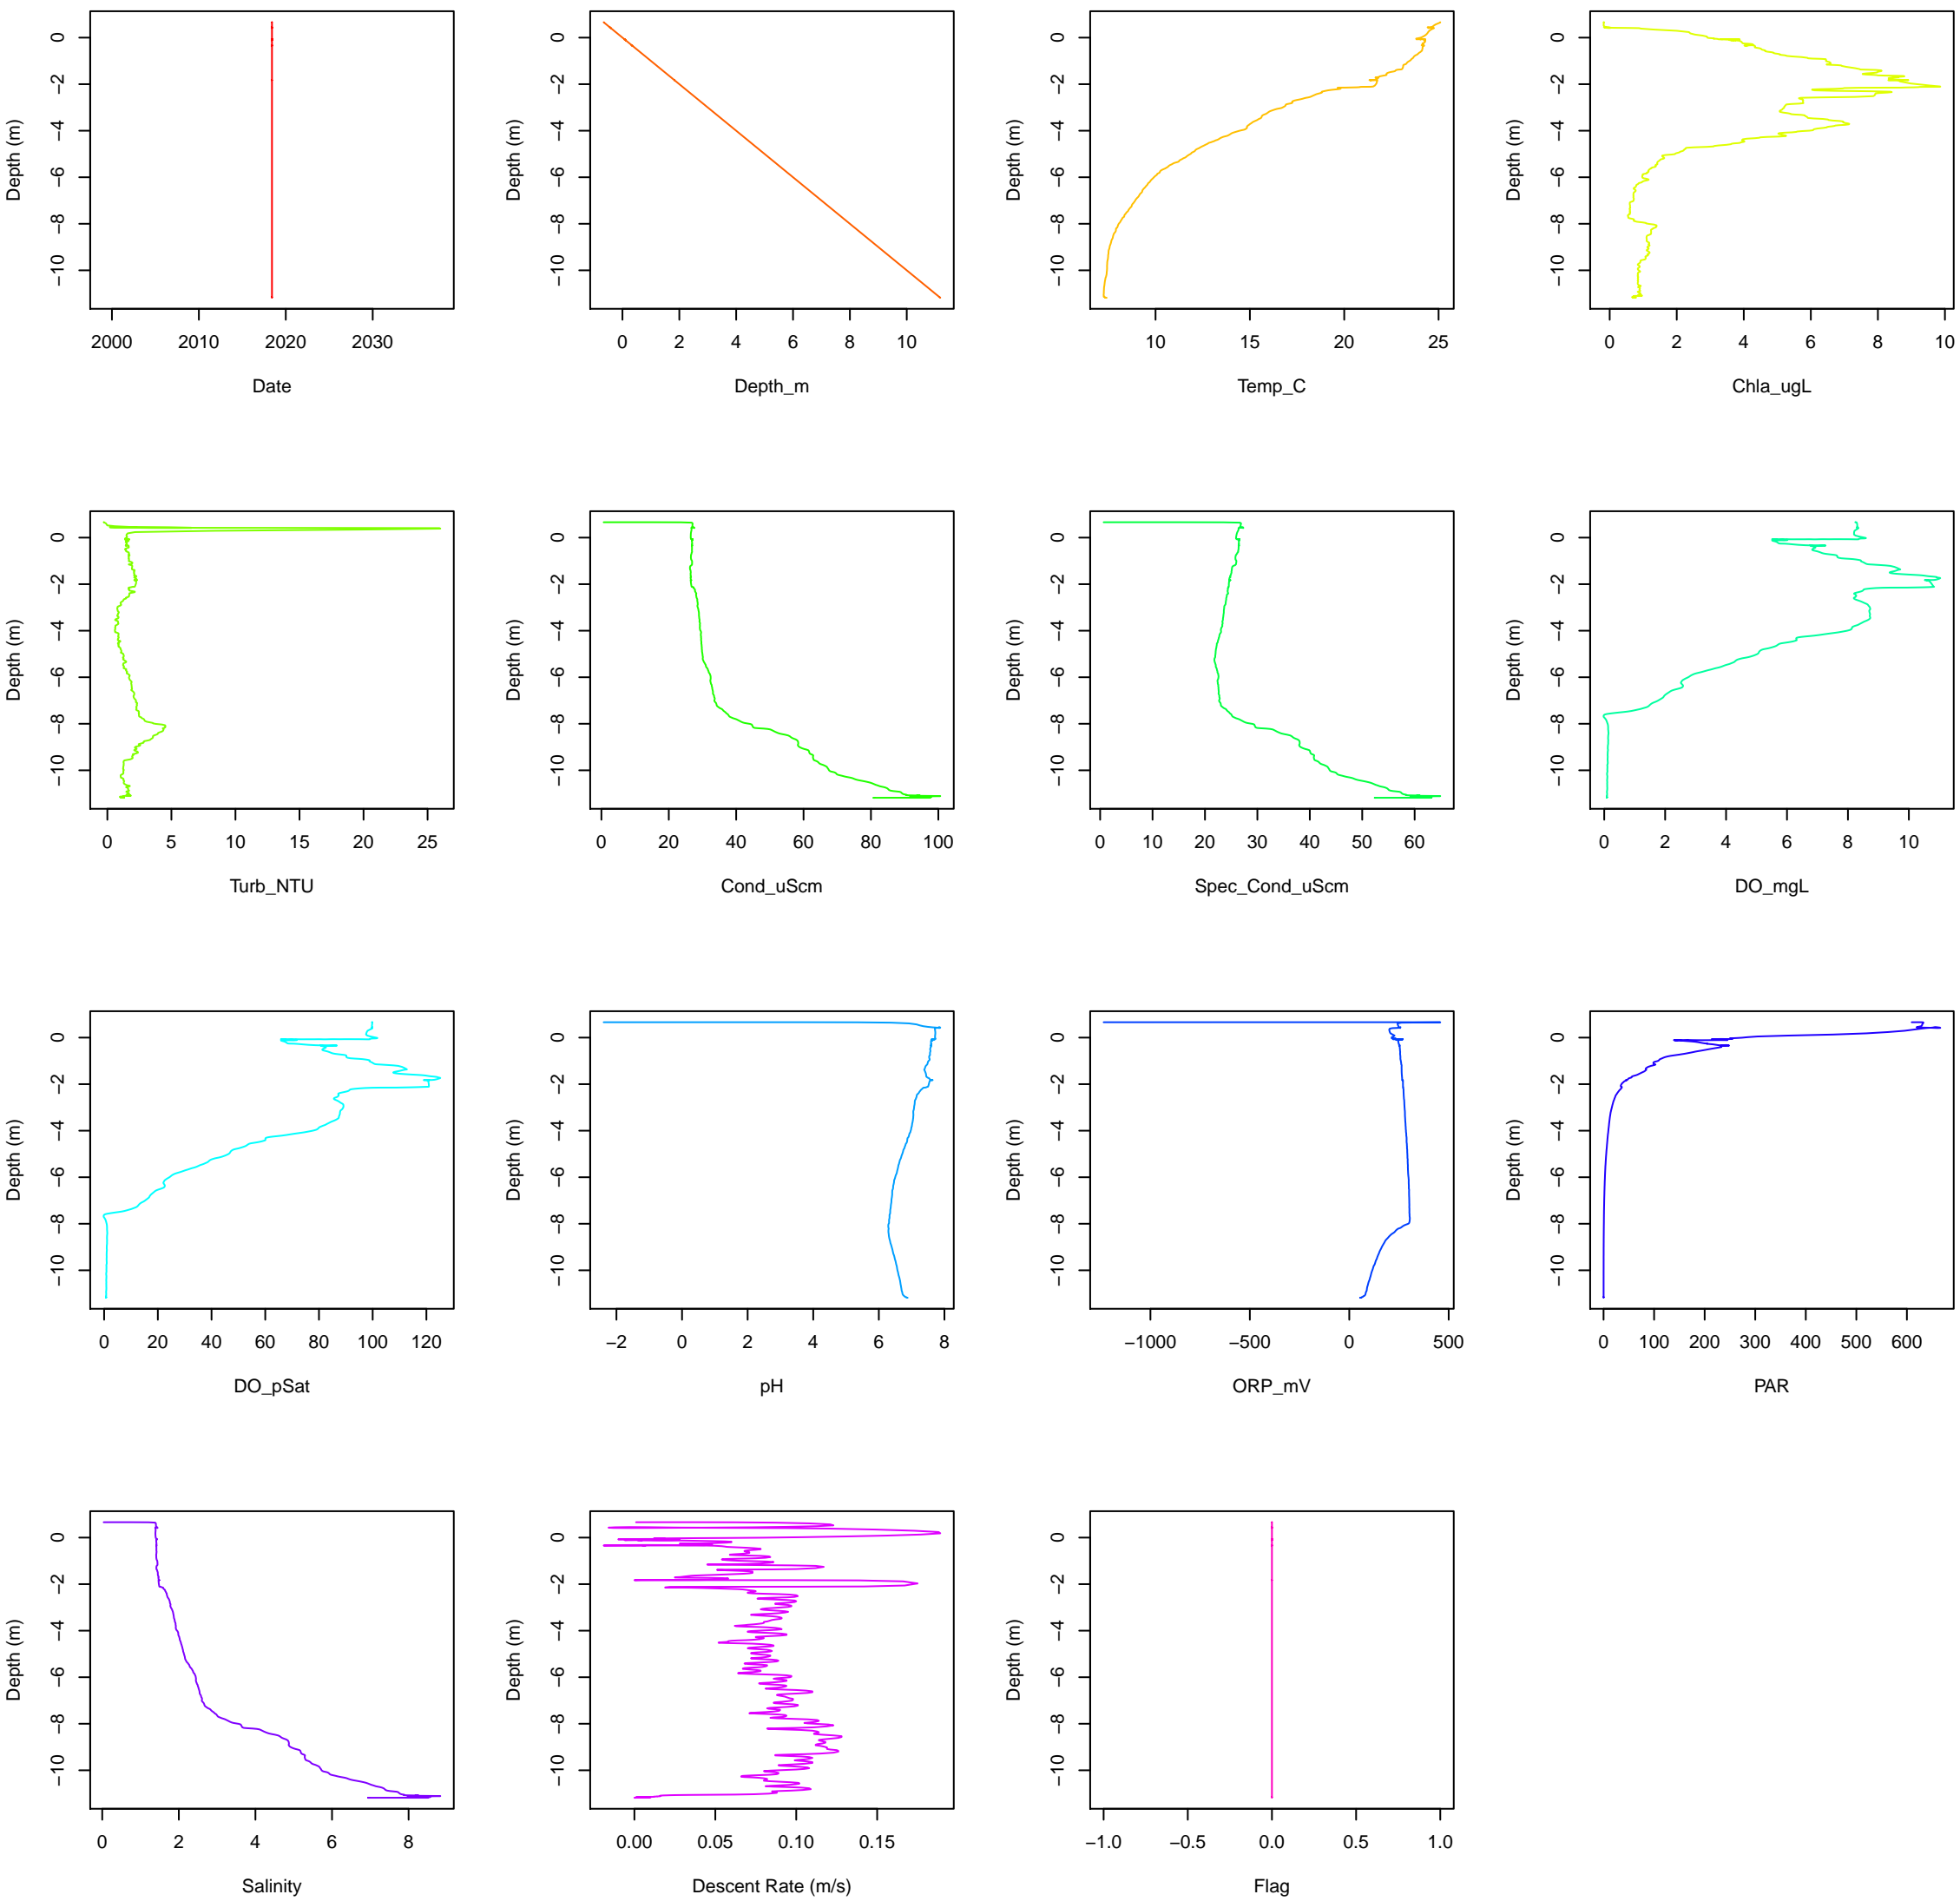 Depth (m)
0
−2
−4
−6
−8
−10
2000 2010 2020 2030
Date
Depth (m)
0
−2
−4
−6
−8
−10
0 2 4 6 8 10
Depth_m
Depth (m)
0
−2
−4
−6
−8
−10
10 15 20 25
Temp_C
Depth (m)
0
−2
−4
−6
−8
−10
0 2 4 6 8 10
Chla_ugL
Depth (m)
0
−2
−4
−6
−8
−10
0 5 10 15 20 25
Turb_NTU
Depth (m)
0
−2
−4
−6
−8
−10
0 20 40 60 80 100
Cond_uScm
Depth (m)
0
−2
−4
−6
−8
−10
0 10 20 30 40 50 60
Spec_Cond_uScm
Depth (m)
0
−2
−4
−6
−8
−10
0 2 4 6 8 10
DO_mgL
Depth (m)
0
−2
−4
−6
−8
−10
0 20 40 60 80 100 120
DO_pSat
Depth (m)
0
−2
−4
−6
−8
−10
−2 0 2 4 6 8
pH
Depth (m)
0
−2
−4
−6
−8
−10
−1000 −500 0 500
ORP_mV
Depth (m)
0
−2
−4
−6
−8
−10
0 100 200 300 400 500 600
PAR
Depth (m)
0
−2
−4
−6
−8
−10
0 2 4 6 8
Salinity
Depth (m)
0
−2
−4
−6
−8
−10
0.00 0.05 0.10 0.15
Descent Rate (m/s)
Depth (m)
0
−2
−4
−6
−8
−10
−1.0 −0.5 0.0 0.5 1.0
Flag